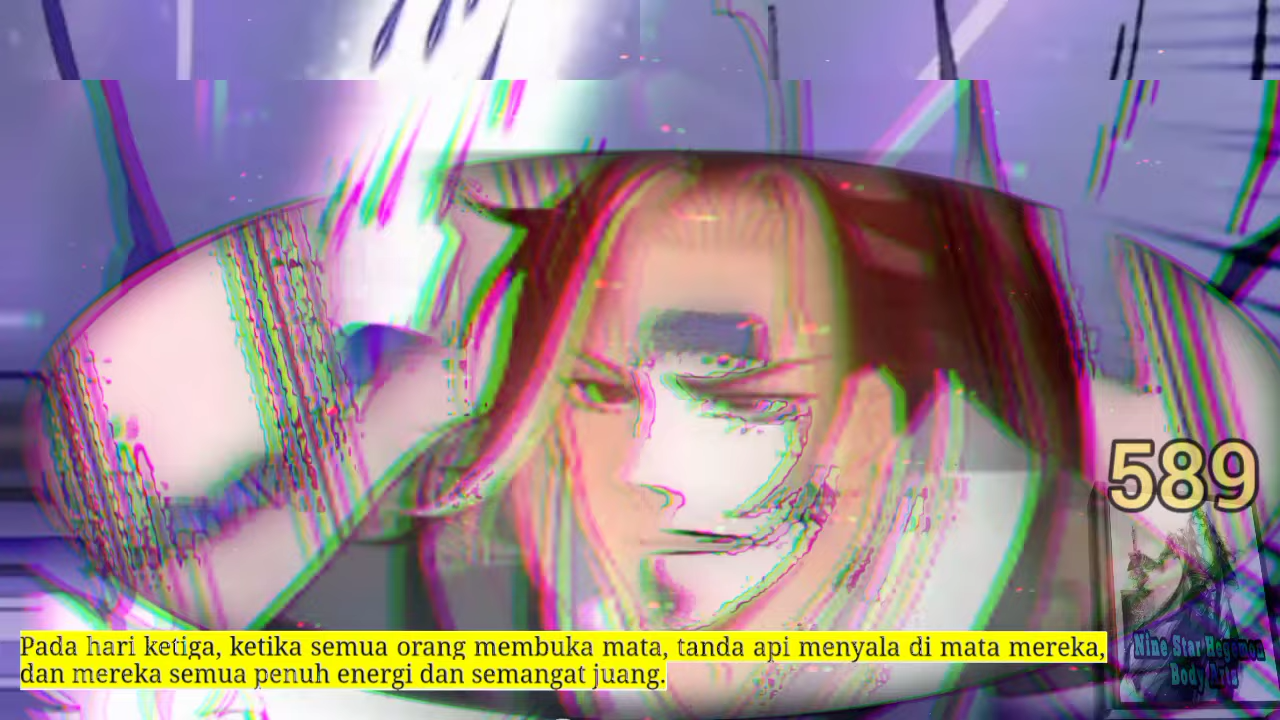 589
Nine Star Hegemon
Body Arts
Pada hari ketiga, ketika semua orang membuka mata, tanda api menyala di mata mereka,
dan mereka semua penuh energi dan semangat juang.